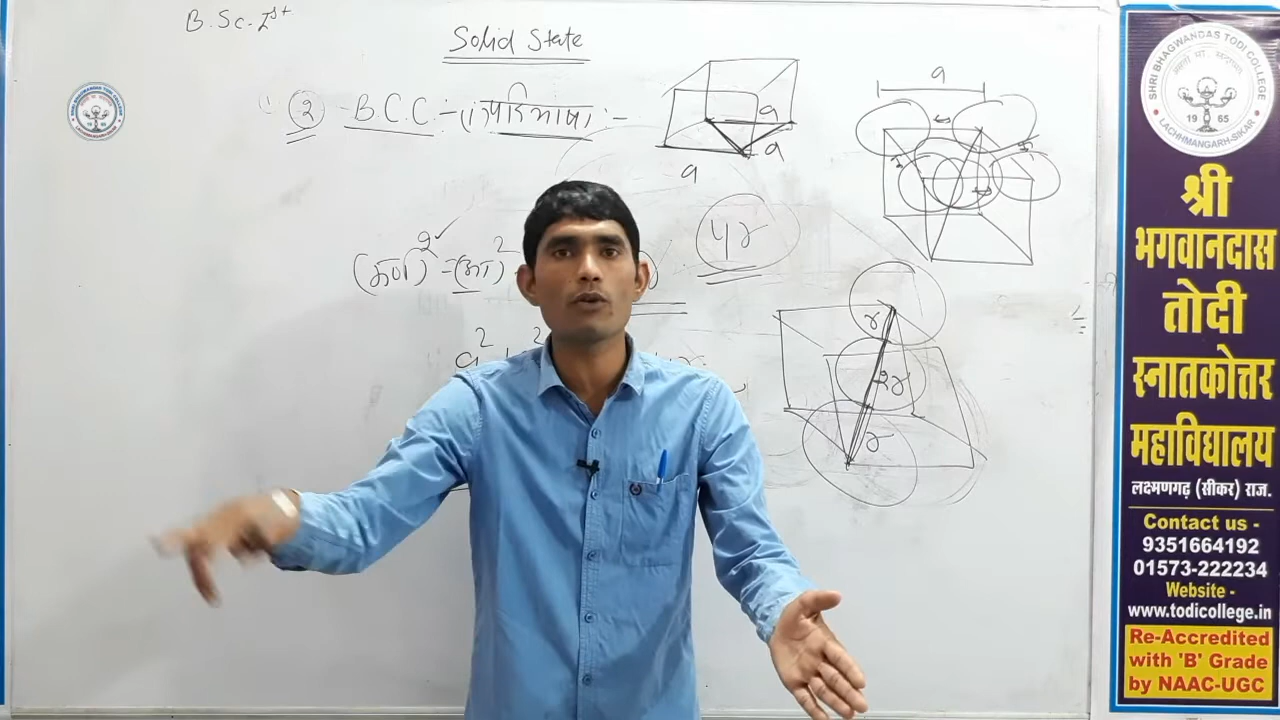 B.Sc. Ist
Solid State
② B.C.C - परिभाषा :-
a
a
a
a
4r
(कर्ण)² = (ल)²
a²
r
2r
r
SHRI BHAGWANDAS TODI COLLEGE
1965
LACHHMANGARH-SIKAR
श्री
भगवानदास
तोदी
स्नातकोत्तर
महाविद्यालय
लक्ष्मणगढ़ (सीकर) राज.
Contact us -
9351664192
01573-222234
Website -
www.todicollege.in
Re-Accredited
with 'B' Grade
by NAAC-UGC